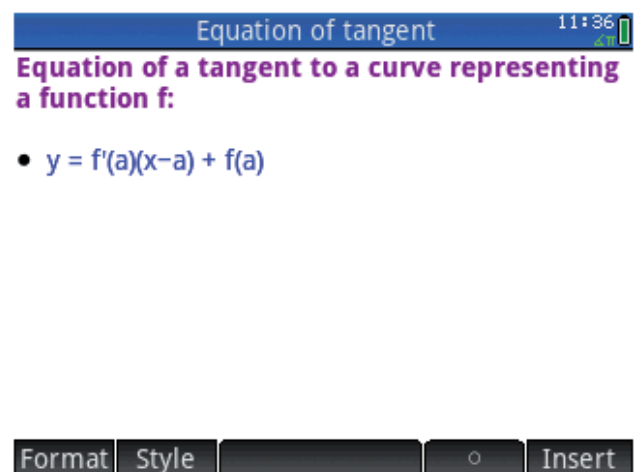 Equation of tangent 11:36
∡π
Equation of a tangent to a curve representing
a function f:
• y = f'(a)(x−a) + f(a)
Format Style ○ Insert